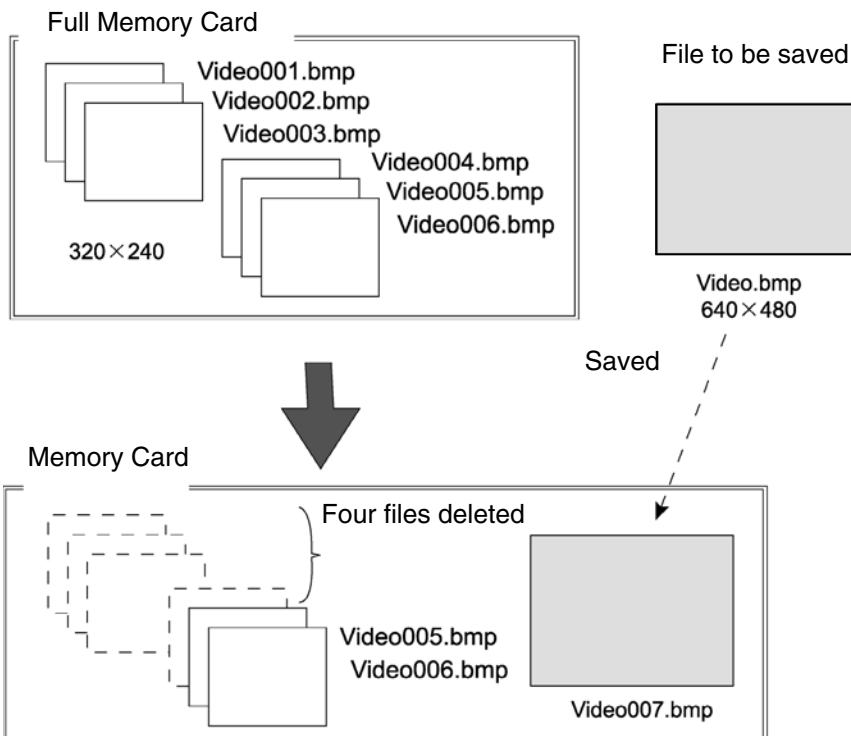 Full Memory Card
File to be saved
Video001.bmp
Video002.bmp
Video003.bmp
Video004.bmp
Video005.bmp
Video006.bmp
320×240
Video.bmp
640×480
Saved
Memory Card
Four files deleted
Video005.bmp
Video006.bmp
Video007.bmp